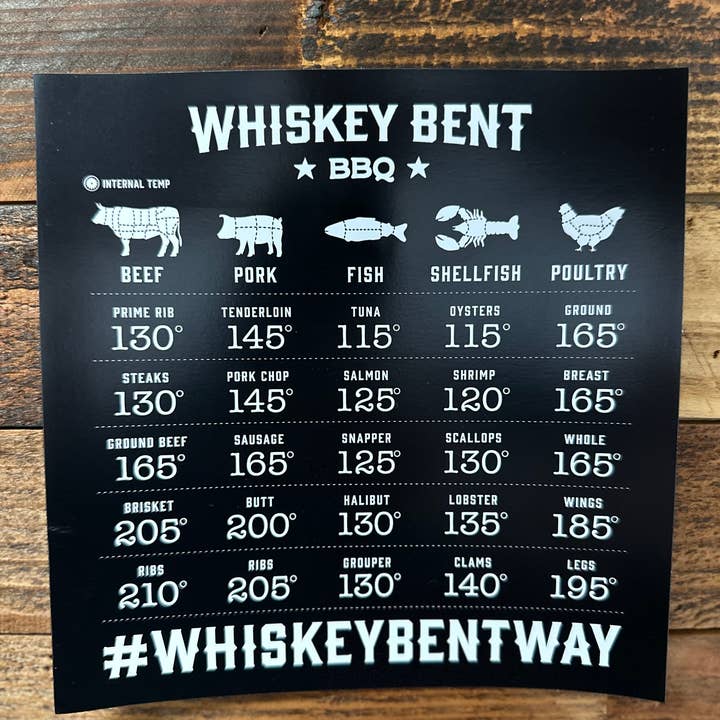 WHISKEY BENT
★ BBQ ★
INTERNAL TEMP
BEEF PORK FISH SHELLFISH POULTRY
PRIME RIB TENDERLOIN TUNA OYSTERS GROUND
130° 145° 115° 115° 165°
STEAKS PORK CHOP SALMON SHRIMP BREAST
130° 145° 125° 120° 165°
GROUND BEEF SAUSAGE SNAPPER SCALLOPS WHOLE
165° 165° 125° 130° 165°
BRISKET BUTT HALIBUT LOBSTER WINGS
205° 200° 130° 135° 185°
RIBS RIBS GROUPER CLAMS LEGS
210° 205° 130° 140° 195°
#WHISKEYBENTWAY